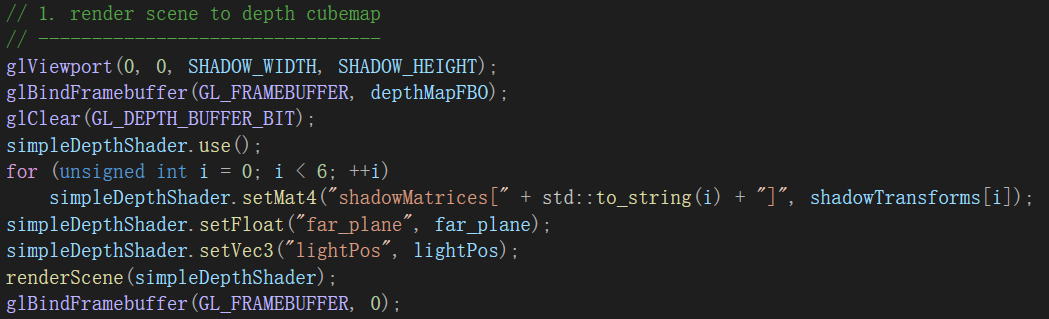 // 1. render scene to depth cubemap
// --------------------------------
glViewport(0, 0, SHADOW_WIDTH, SHADOW_HEIGHT);
glBindFramebuffer(GL_FRAMEBUFFER, depthMapFBO);
glClear(GL_DEPTH_BUFFER_BIT);
simpleDepthShader.use();
for (unsigned int i = 0; i < 6; ++i)
    simpleDepthShader.setMat4("shadowMatrices[" + std::to_string(i) + "]", shadowTransforms[i]);
simpleDepthShader.setFloat("far_plane", far_plane);
simpleDepthShader.setVec3("lightPos", lightPos);
renderScene(simpleDepthShader);
glBindFramebuffer(GL_FRAMEBUFFER, 0);